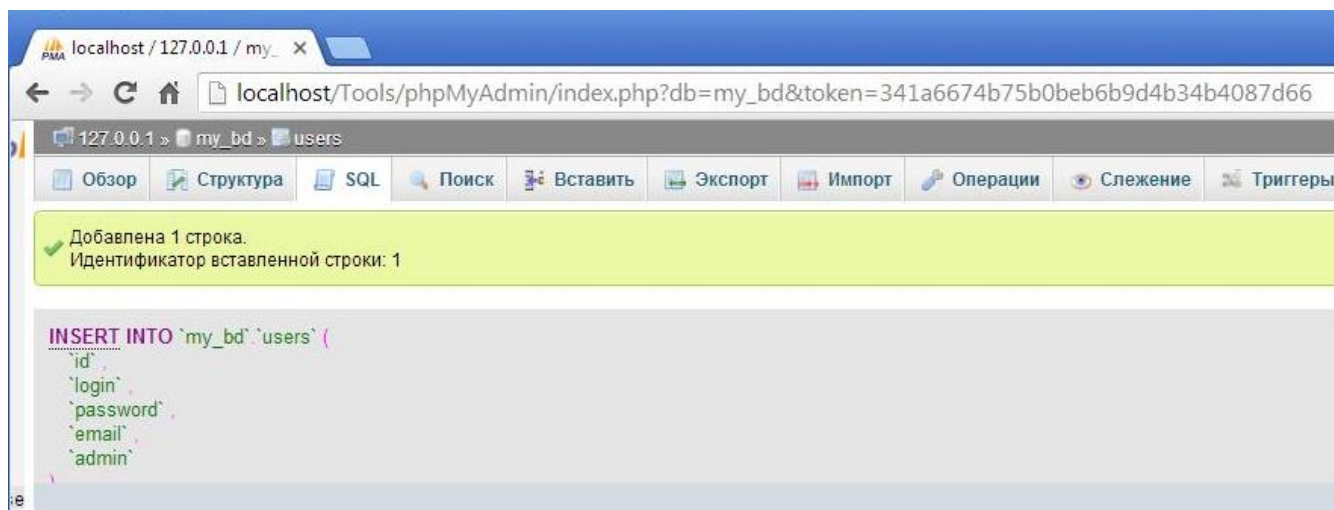 PMA localhost / 127.0.0.1 / my_
localhost/Tools/phpMyAdmin/index.php?db=my_bd&token=341a6674b75b0beb6b9d4b34b4087d66
127.0.0.1 » my_bd » users
Обзор Структура SQL Поиск Вставить Экспорт Импорт Операции Слежение Триггеры
Добавлена 1 строка.
Идентификатор вставленной строки: 1
INSERT INTO `my_bd`.`users` (
`id` ,
`login` ,
`password` ,
`email` ,
`admin`
)